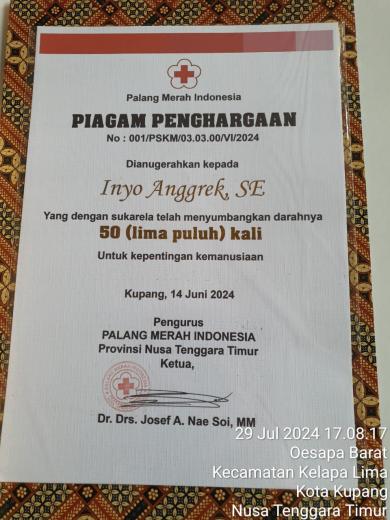 Palang Merah Indonesia
PIAGAM PENGHARGAAN
No : 001/PSKM/03.03.00/VI/2024
Dianugerahkan kepada
Inyo Anggrek, SE
Yang dengan sukarela telah menyumbangkan darahnya
50 (lima puluh) kali
Untuk kepentingan kemanusiaan
Kupang, 14 Juni 2024
Pengurus
PALANG MERAH INDONESIA
Provinsi Nusa Tenggara Timur
Ketua,
Dr. Drs. Josef A. Nae Soi, MM
29 Jul 2024 17.08.17
Oesapa Barat
Kecamatan Kelapa Lima
Kota Kupang
Nusa Tenggara Timur